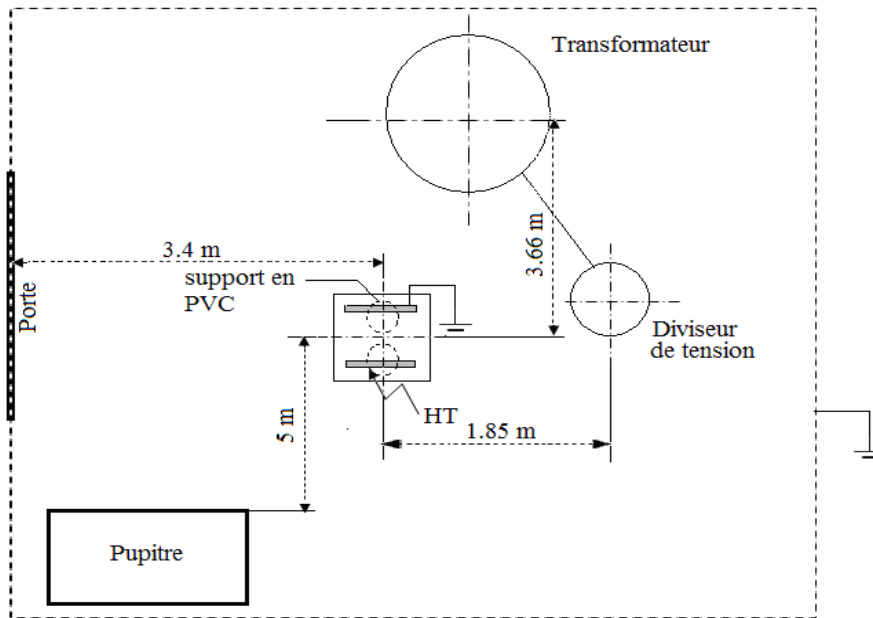 Transformateur
3.4 m
support en
PVC
3.66 m
Porte
Diviseur
de tension
HT
5 m
1.85 m
Pupitre